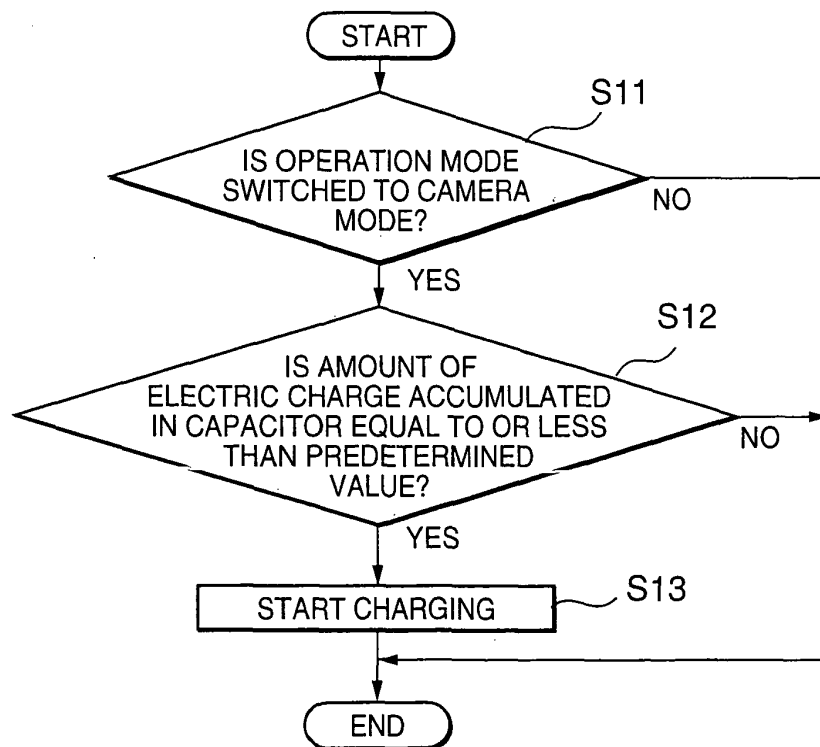 START
S11
IS OPERATION MODE
SWITCHED TO CAMERA
MODE?
NO
YES
S12
IS AMOUNT OF
ELECTRIC CHARGE ACCUMULATED
IN CAPACITOR EQUAL TO OR LESS
THAN PREDETERMINED
VALUE?
NO
YES
START CHARGING
S13
END